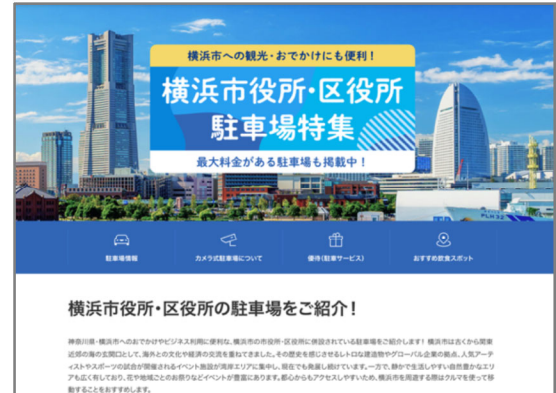 横浜市への観光・おでかけにも便利！
横浜市役所・区役所
駐車場特集
最大料金がある駐車場も掲載中！
駐車場情報
カメラ式駐車場について
優待(駐車サービス)
おすすめ飲食スポット
横浜市役所・区役所の駐車場をご紹介！
神奈川県・横浜市へのおでかけやビジネス利用に便利な、横浜市の市役所・区役所に併設されている駐車場をご紹介します！ 横浜市は古くから関東
近郊の海の玄関口として、海外との文化や経済の交流を重ねてきました。その歴史を感じさせるレトロな建造物やグローバル企業の拠点、人気アーテ
ィストやスポーツの試合が開催されるイベント施設が湾岸エリアに集中し、現在でも発展し続けています。一方で、静かで生活しやすい自然豊かなエリ
アも広く有しており、花や地域ごとのお祭りなどイベントが豊富にあります。都心からもアクセスしやすいため、横浜市を周遊する際はクルマを使って移
動することをおすすめします。